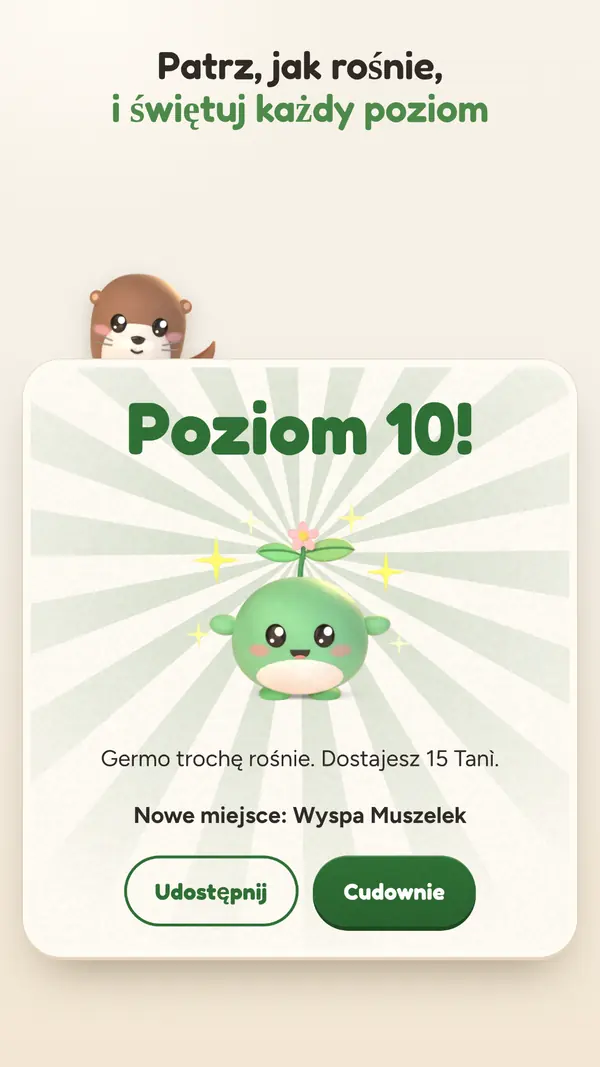 Patrz, jak rośnie,
i świętuj każdy poziom
Poziom 10!
Germo trochę rośnie. Dostajesz 15 Tanì.
Nowe miejsce: Wyspa Muszelek
Udostępnij
Cudownie